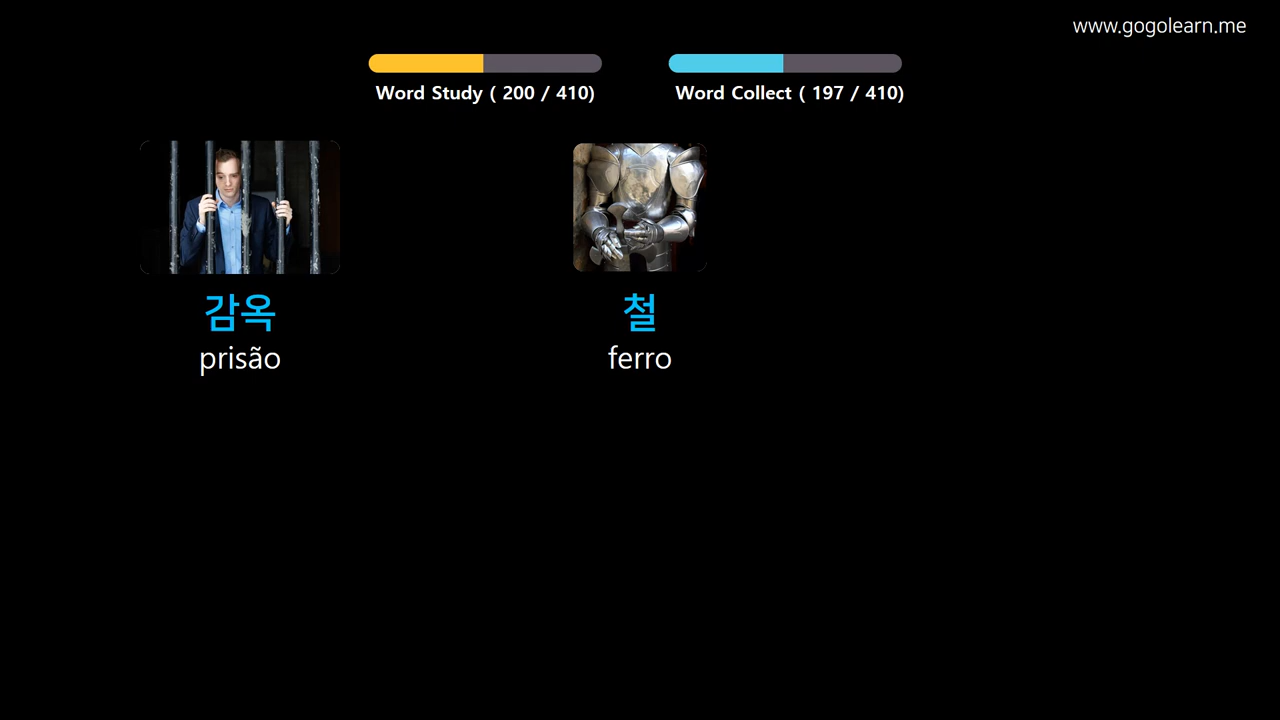 www.gogolearn.me
Word Study ( 200 / 410)
Word Collect ( 197 / 410)
감옥
prisão
철
ferro